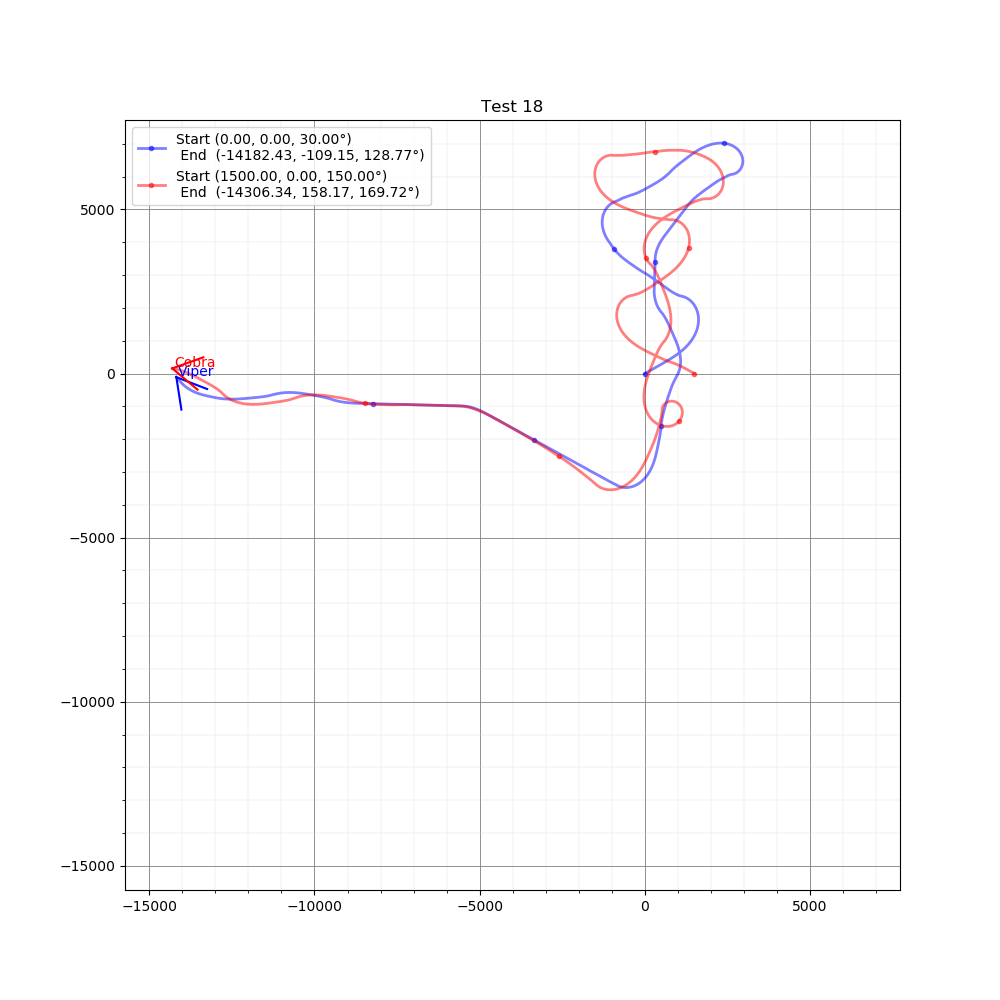 Test 18
Start (0.00, 0.00, 30.00°)
End (-14182.43, -109.15, 128.77°)
Start (1500.00, 0.00, 150.00°)
End (-14306.34, 158.17, 169.72°)
5000
0
−5000
−10000
−15000
Cobra
Viper
−15000
−10000
−5000
0
5000